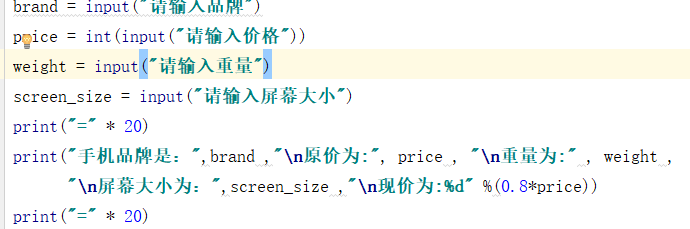 brand = input("请输入品牌")
price = int(input("请输入价格"))
weight = input("请输入重量")
screen_size = input("请输入屏幕大小")
print("=" * 20)
print("手机品牌是：",brand ,"\n原价为:", price , "\n重量为:" , weight ,
"\n屏幕大小为：",screen_size ,"\n现价为:%d" %(0.8*price))
print("=" * 20)